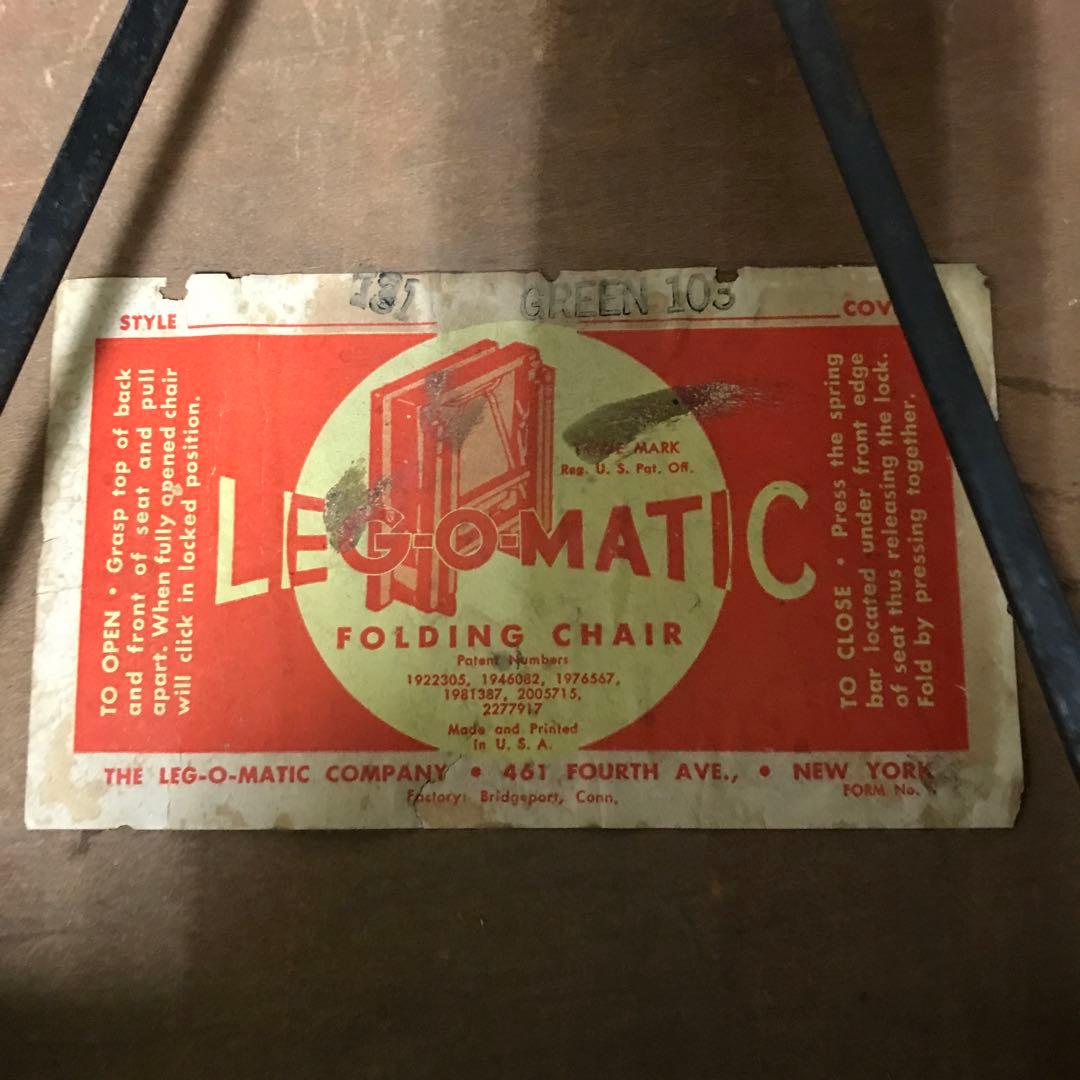 181 GREEN 103
STYLE COV
TO OPEN • Grasp top of back
and front of seat and pull
apart. When fully opened chair
will click in locked position.
MARK
Reg. U. S. Pat. Off.
LEG-O-MATIC
FOLDING CHAIR
Patent Numbers
1922305, 1946082, 1976567,
1981387, 2005715,
2277917
Made and Printed
In U. S. A.
TO CLOSE • Press the spring
bar located under front edge
of seat thus releasing the lock.
Fold by pressing together.
THE LEG-O-MATIC COMPANY • 461 FOURTH AVE., • NEW YORK
Factory: Bridgeport, Conn.
FORM No.